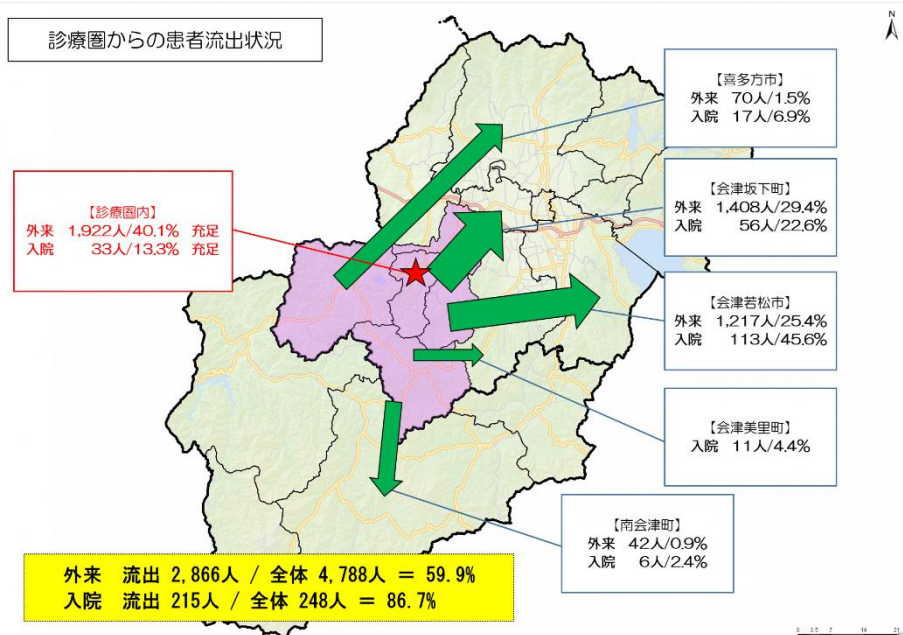 診療圏からの患者流出状況
N
【喜多方市】
外来 70人/1.5%
入院 17人/6.9%
【診療圏内】
外来 1,922人/40.1% 充足
入院 33人/13.3% 充足
【会津坂下町】
外来 1,408人/29.4%
入院 56人/22.6%
【会津若松市】
外来 1,217人/25.4%
入院 113人/45.6%
【会津美里町】
入院 11人/4.4%
【南会津町】
外来 42人/0.9%
入院 6人/2.4%
外来 流出 2,866人 / 全体 4,788人 = 59.9%
入院 流出 215人 / 全体 248人 = 86.7%
0 3.5 7 14 21